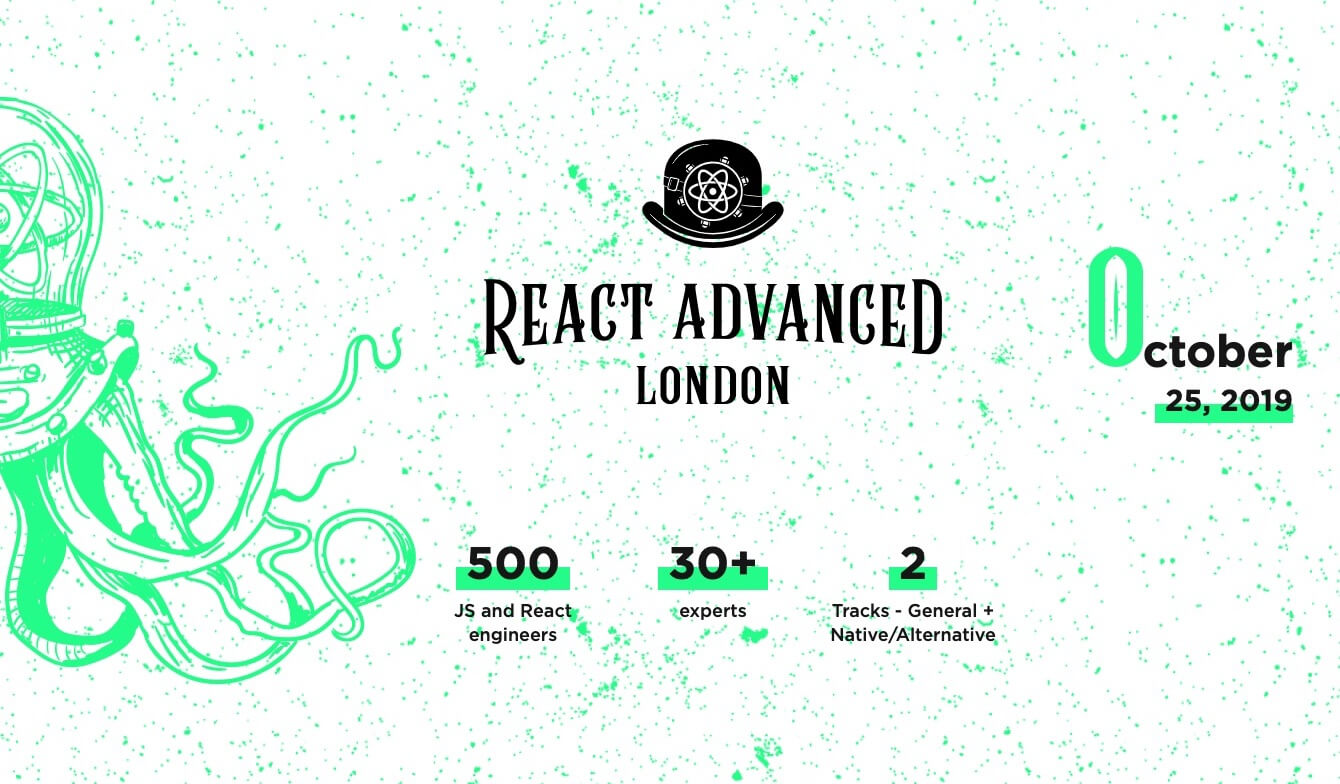 REACT ADVANCED
LONDON
October
25, 2019
500
JS and React
engineers
30+
experts
2
Tracks - General +
Native/Alternative